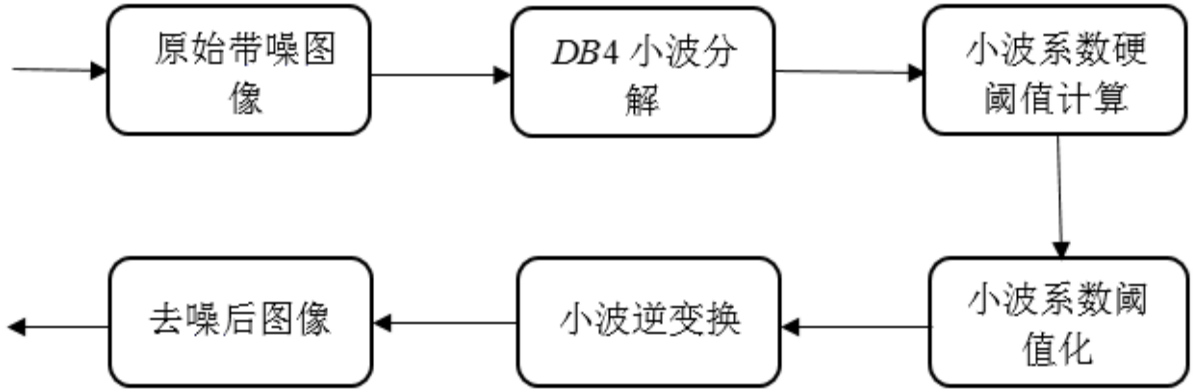 原始带噪图
像
DB4 小波分
解
小波系数硬
阈值计算
小波系数阈
值化
小波逆变换
去噪后图像